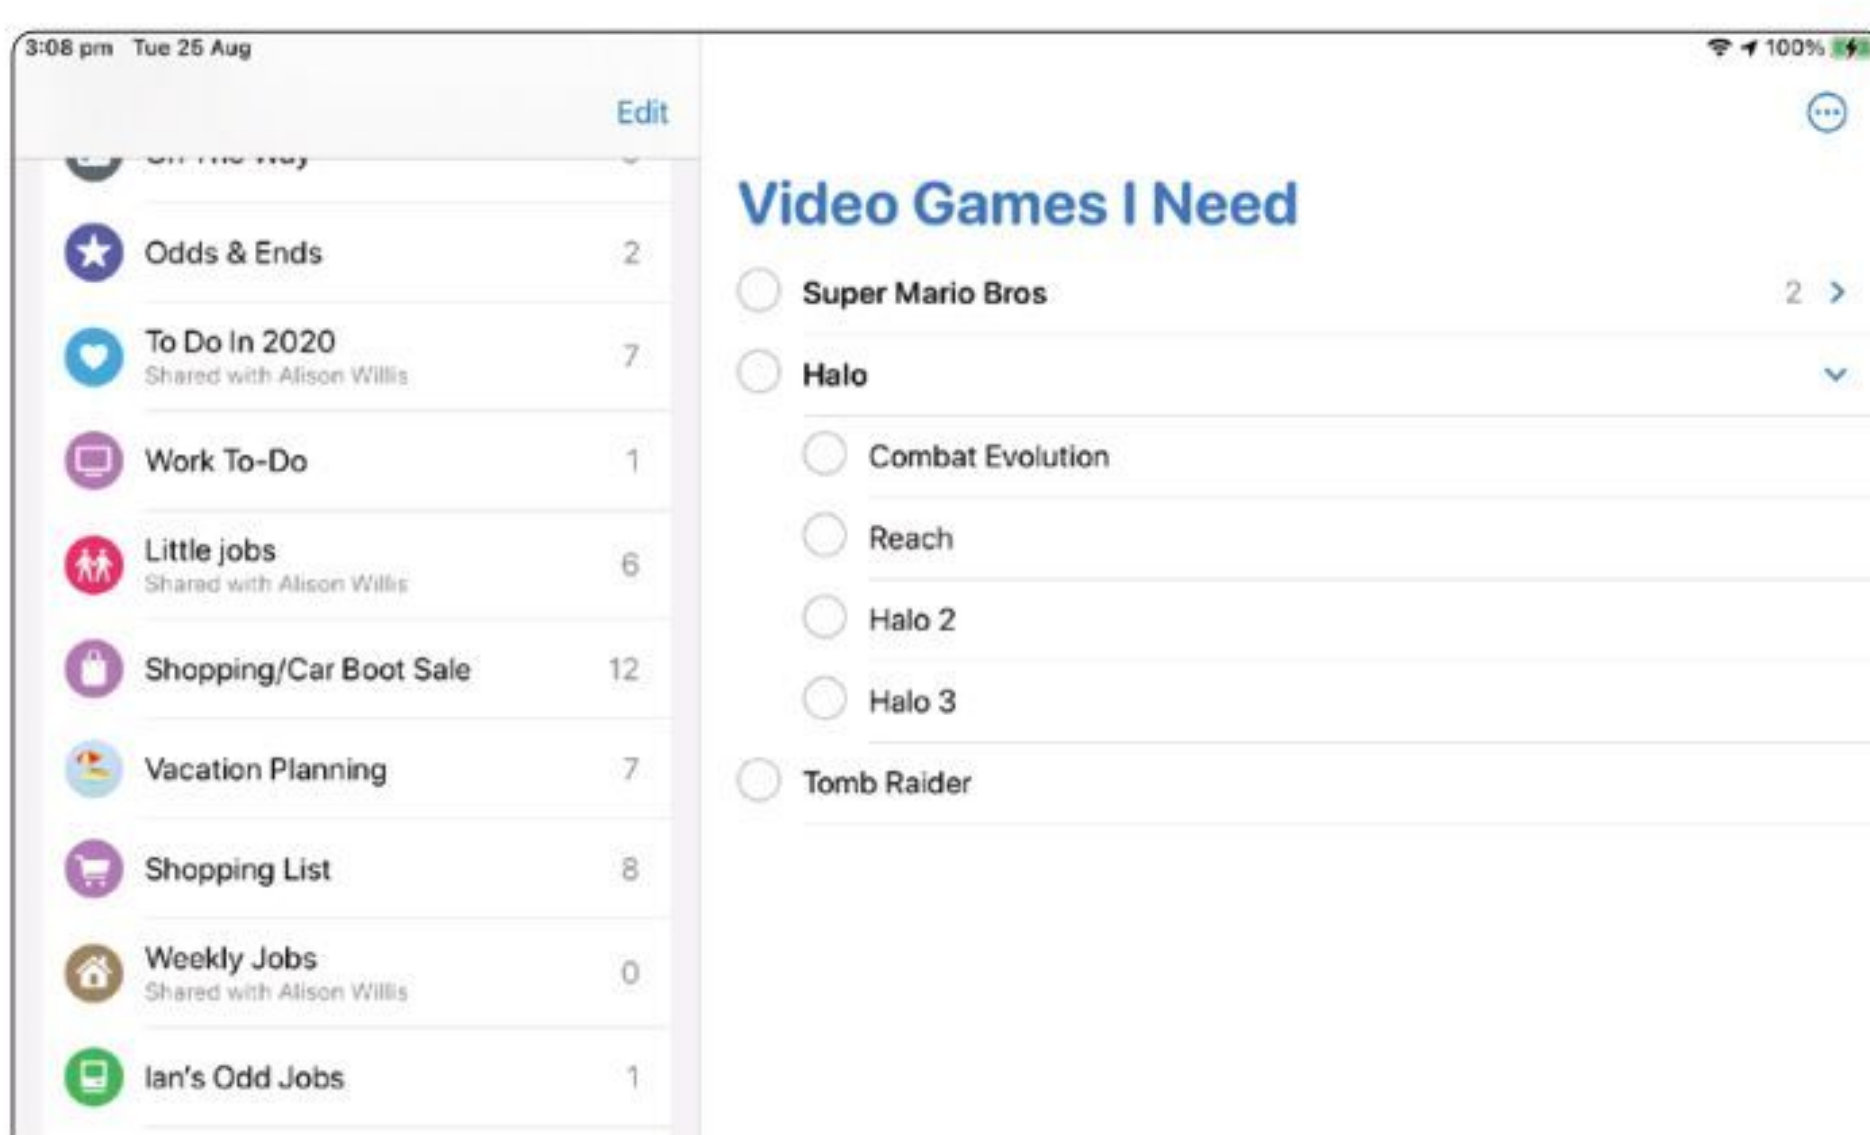 3:08 pm Tue 25 Aug
100%
Edit
On The Way
Odds & Ends 2
To Do In 2020 7
Shared with Alison Willis
Work To-Do 1
Little jobs 6
Shared with Alison Willis
Shopping/Car Boot Sale 12
Vacation Planning 7
Shopping List 8
Weekly Jobs 0
Shared with Alison Willis
Ian's Odd Jobs 1
Video Games I Need
Super Mario Bros 2
Halo
Combat Evolution
Reach
Halo 2
Halo 3
Tomb Raider